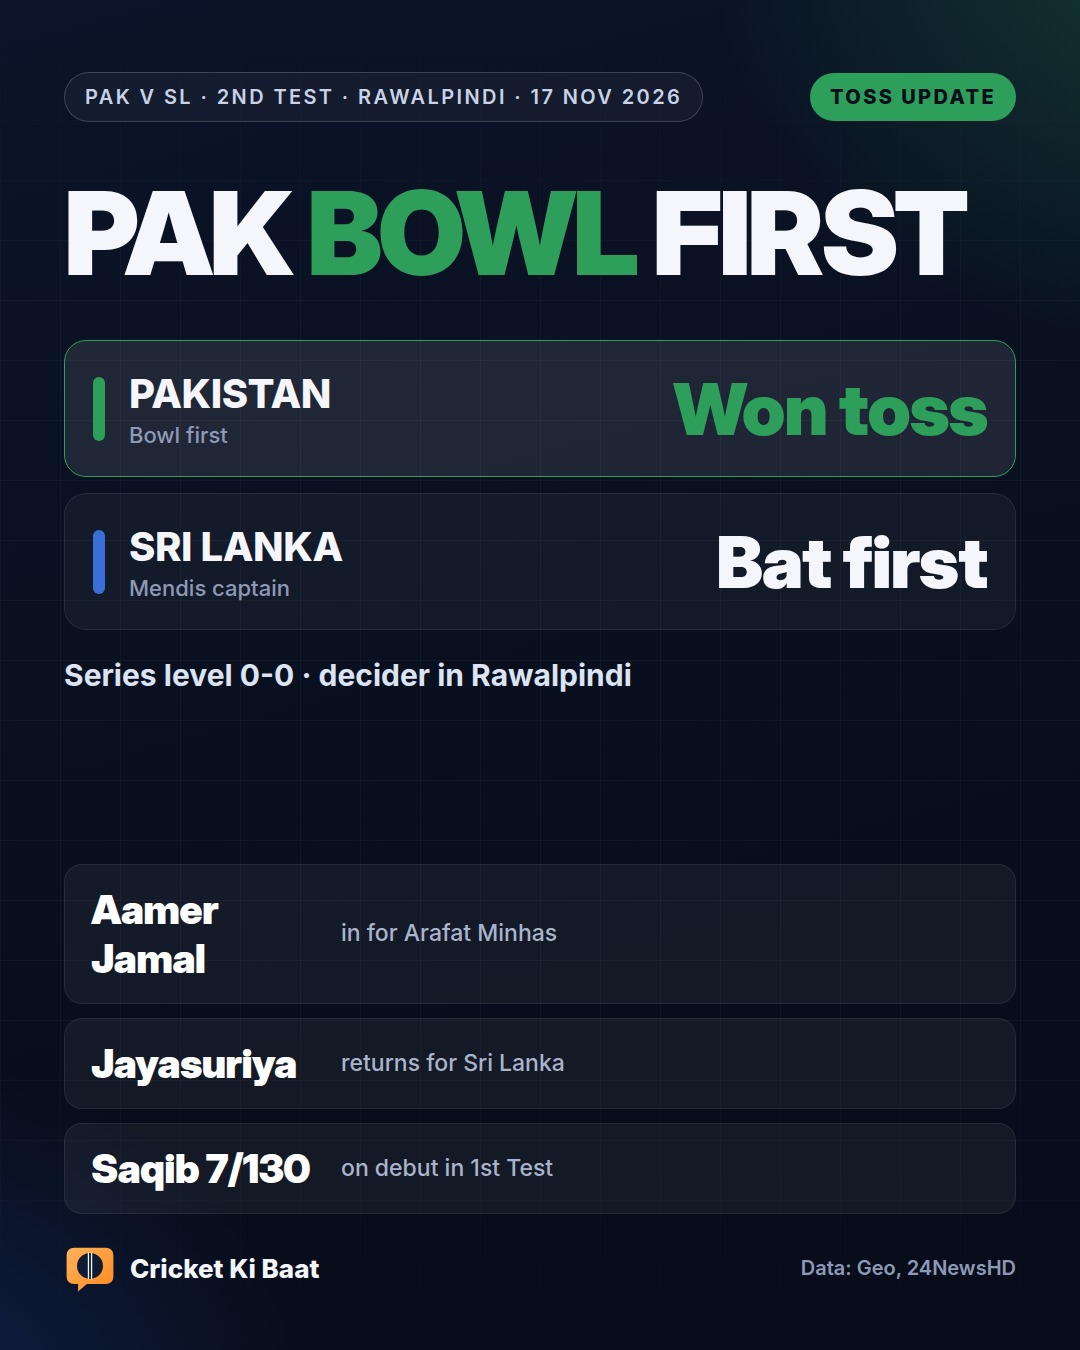 PAK V SL · 2ND TEST · RAWALPINDI · 17 NOV 2026
TOSS UPDATE
PAK BOWL FIRST
PAKISTAN
Bowl first
Won toss
SRI LANKA
Mendis captain
Bat first
Series level 0-0 · decider in Rawalpindi
Aamer
Jamal
in for Arafat Minhas
Jayasuriya
returns for Sri Lanka
Saqib 7/130
on debut in 1st Test
Cricket Ki Baat
Data: Geo, 24NewsHD